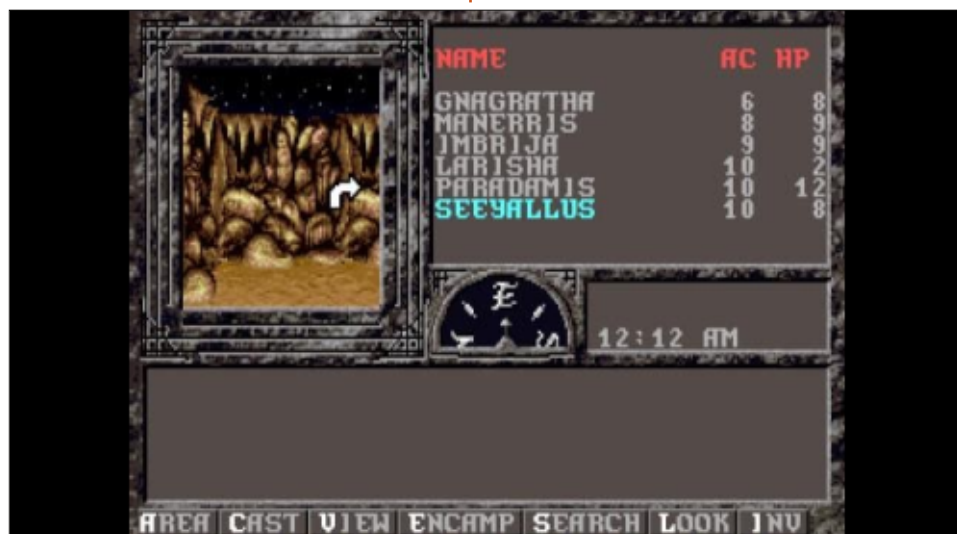 NAME AC HP
GNAGRATHA 6 8
MANERRIS 8 9
IMBRIJA 9 9
LARISHA 10 2
PARADAMIS 10 12
SEEYALLUS 10 8
E
N S
12:12 AM
AREA CAST VIEW ENCAMP SEARCH LOOK INV